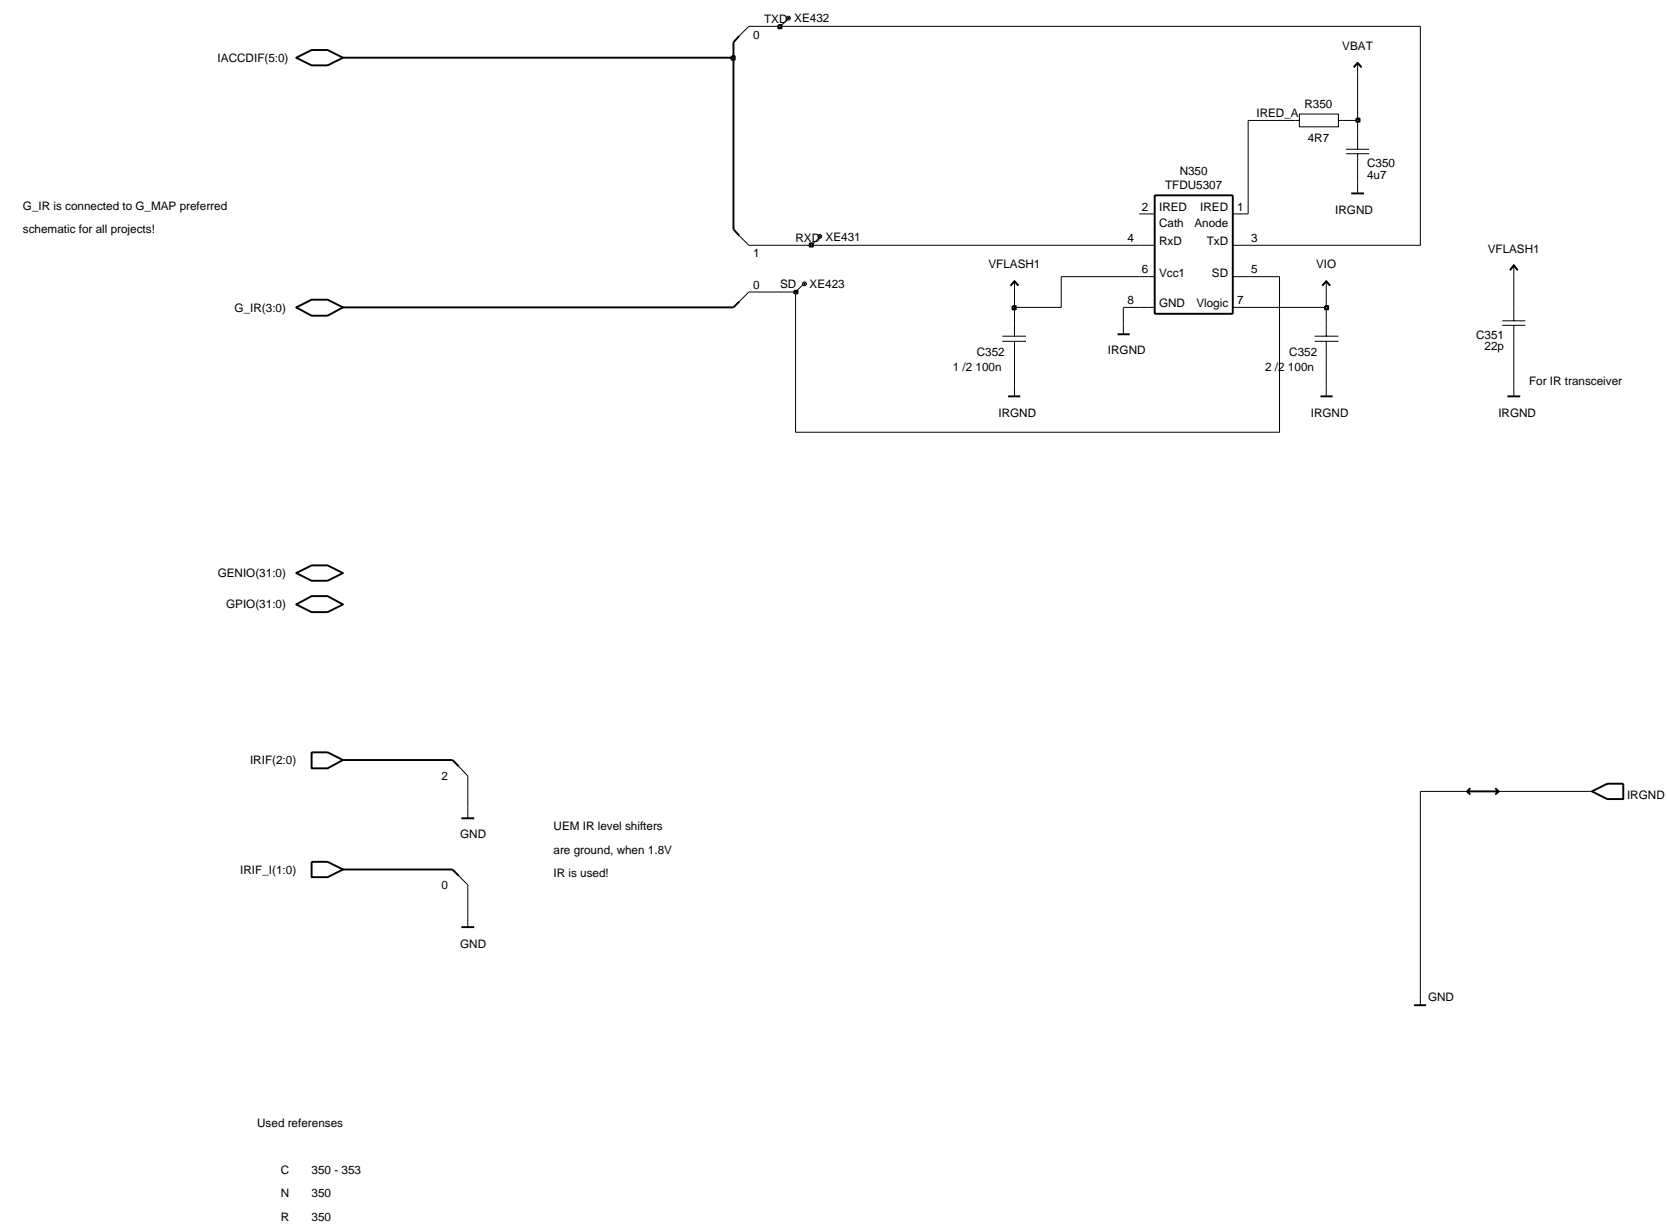 TXD XE432
0
IACCDIF(5:0)
VBAT
R350
IRED_A
4R7
C350
4u7
IRGND
N350
TFDU5307
2 IRED IRED 1
Cath Anode
4 RxD TxD 3
6 Vcc1 SD 5
8 GND Vlogic 7
G_IR is connected to G_MAP preferred
schematic for all projects!
RXD XE431
1
VFLASH1
VIO
VFLASH1
0 SD XE423
G_IR(3:0)
IRGND
C352
1 /2 100n
IRGND
C352
2 /2 100n
IRGND
C351
22p
For IR transceiver
IRGND
GENIO(31:0)
GPIO(31:0)
IRIF(2:0)
2
GND
IRGND
UEM IR level shifters
are ground, when 1.8V
IR is used!
IRIF_I(1:0)
0
GND
GND
Used referenses
C 350 - 353
N 350
R 350